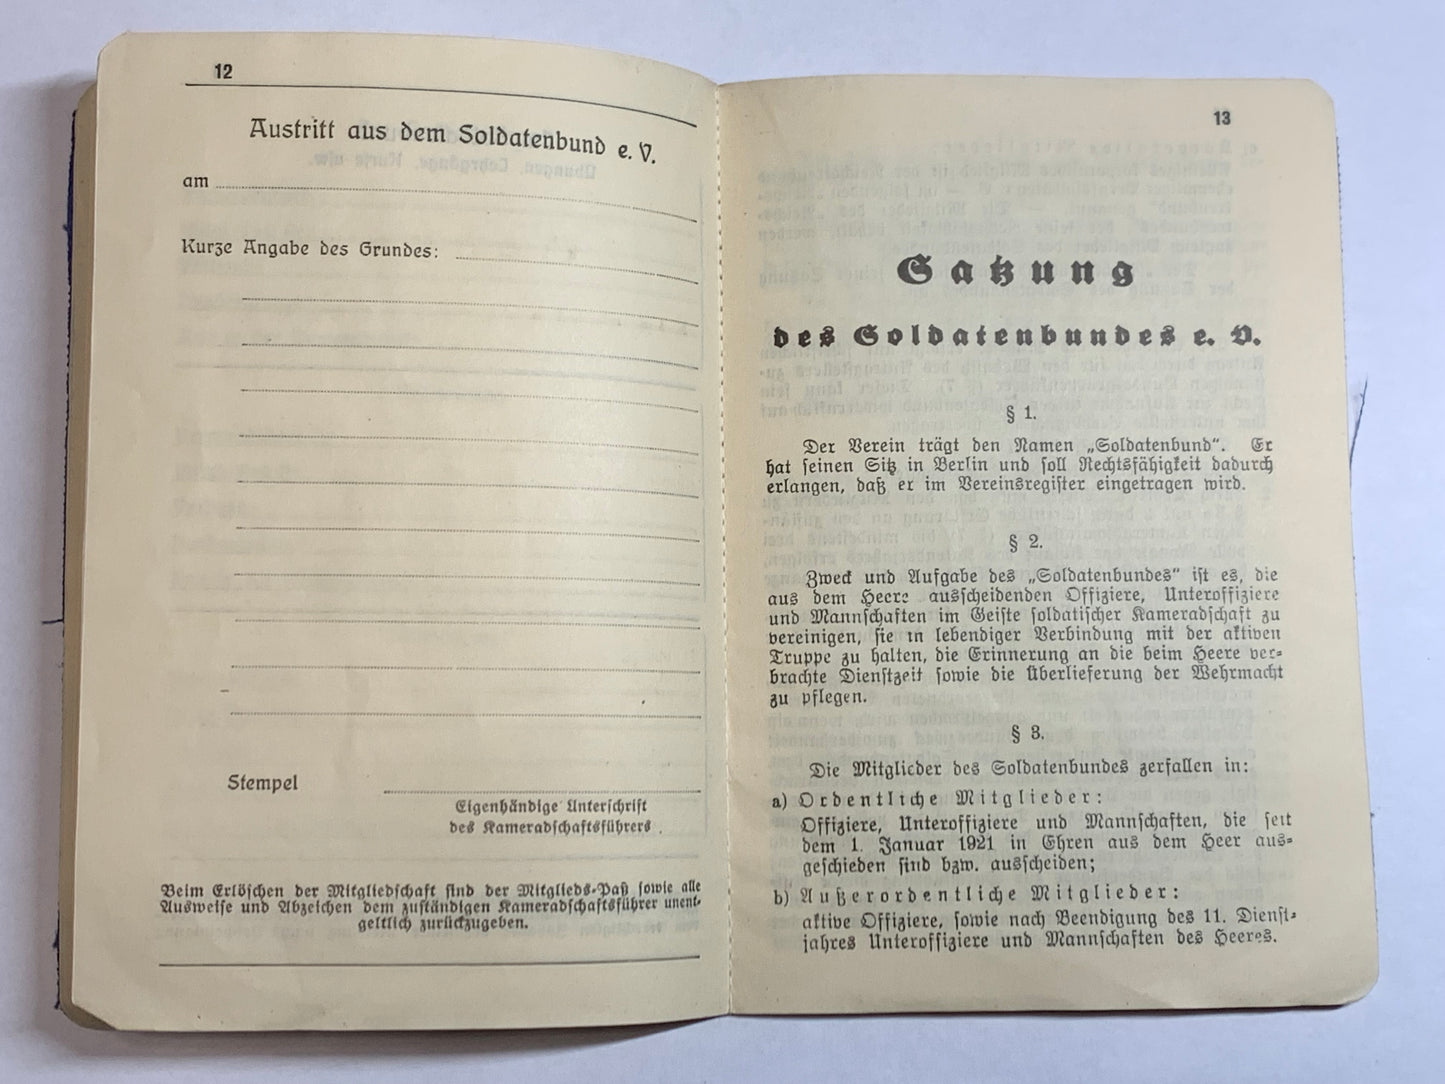 12
Austritt aus dem Soldatenbund e. V.
am
Kurze Angabe des Grundes:
Stempel
Eigenhändige Unterschrift
des Kameradschaftsführers
Beim Erlöschen der Mitgliedschaft sind der Mitglieds-Paß sowie alle
Ausweise und Abzeichen dem zuständigen Kameradschaftsführer unent-
geltlich zurückzugeben.
13
Satzung
des Soldatenbundes e. V.
§ 1.
Der Verein trägt den Namen „Soldatenbund“. Er
hat seinen Sitz in Berlin und soll Rechtsfähigkeit dadurch
erlangen, daß er im Vereinsregister eingetragen wird.
§ 2.
Zweck und Aufgabe des „Soldatenbundes“ ist es, die
aus dem Heere ausscheidenden Offiziere, Unteroffiziere
und Mannschaften im Geiste soldatischer Kameradschaft zu
vereinigen, sie in lebendiger Verbindung mit der aktiven
Truppe zu halten, die Erinnerung an die beim Heere ver-
brachte Dienstzeit sowie die Überlieferung der Wehrmacht
zu pflegen.
§ 3.
Die Mitglieder des Soldatenbundes zerfallen in:
a) Ordentliche Mitglieder:
Offiziere, Unteroffiziere und Mannschaften, die seit
dem 1. Januar 1921 in Ehren aus dem Heer aus-
geschieden sind bzw. ausscheiden;
b) Außerordentliche Mitglieder:
aktive Offiziere, sowie nach Beendigung des 11. Dienst-
jahres Unteroffiziere und Mannschaften des Heeres.